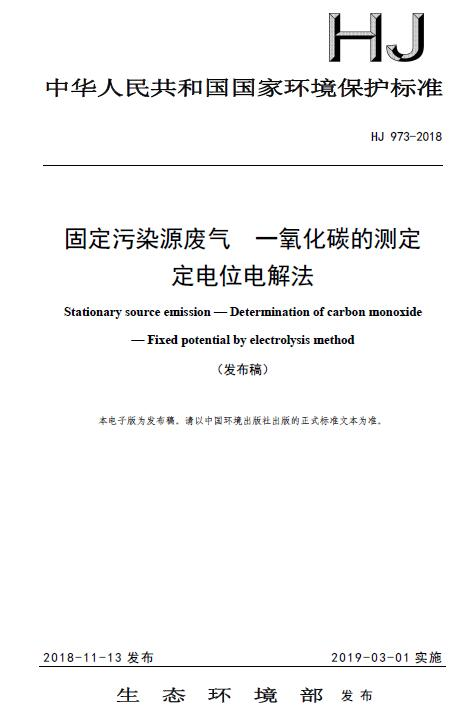 HJ
中华人民共和国国家环境保护标准
HJ 973-2018
固定污染源废气　一氧化碳的测定
定电位电解法
Stationary source emission — Determination of carbon monoxide
— Fixed potential by electrolysis method
（发布稿）
本电子版为发布稿。请以中国环境出版社出版的正式标准文本为准。
2018-11-13 发布 2019-03-01 实施
生态环境部 发布